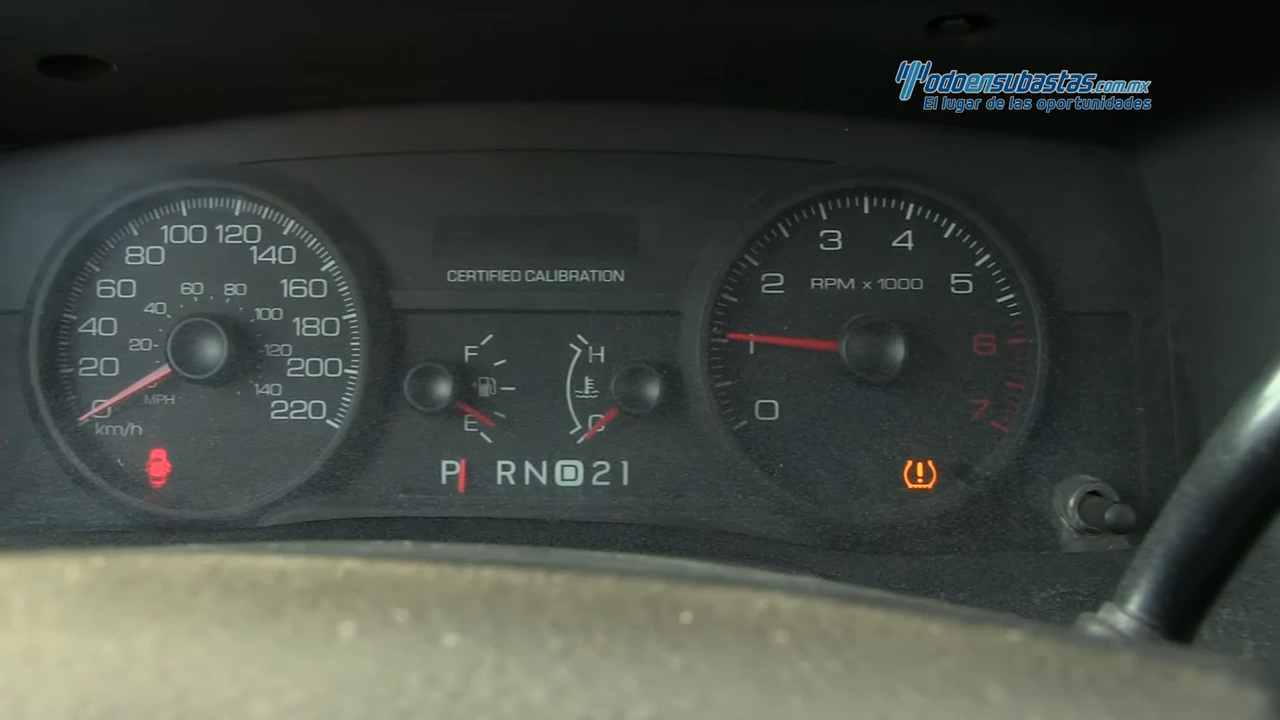 Todoensubastas.com.mx
El lugar de las oportunidades
220
200
180
160
140
120
100
80
60
40
20
0
km/h
20
40
60
80
100
120
140
MPH
CERTIFIED CALIBRATION
F
E
H
C
P R N D 2 1
0
1
2
3
4
5
6
7
RPM x 1000